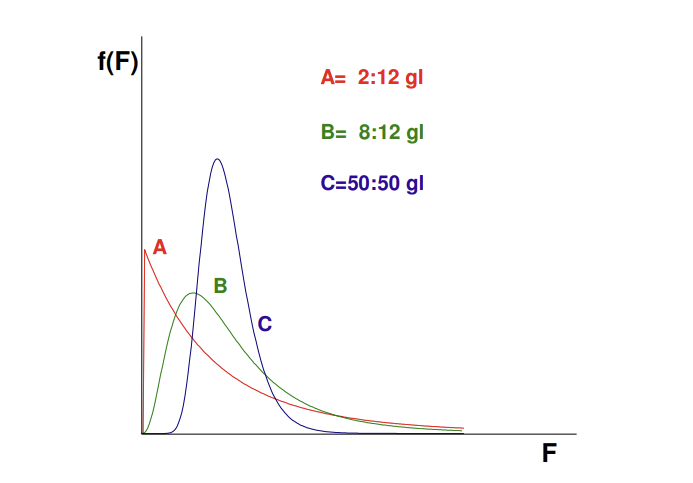 f(F)
A=  2:12 gl
B=  8:12 gl
C=50:50 gl
A
B
C
F